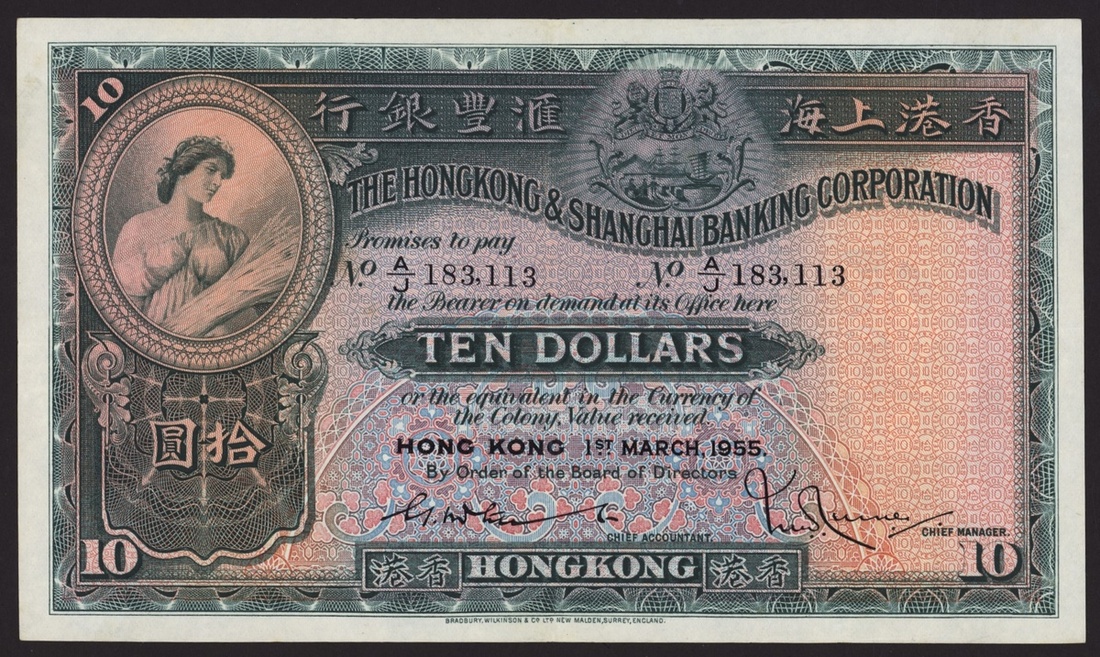 10
香港上海滙豐銀行
THE HONGKONG & SHANGHAI BANKING CORPORATION
Promises to pay
No. A/J 183,113 No. A/J 183,113
the Bearer on demand at its Office here
TEN DOLLARS
or the equivalent in the Currency of
the Colony, Value received.
拾圓
HONG KONG 1ST MARCH, 1955.
By Order of the Board of Directors
CHIEF ACCOUNTANT.
CHIEF MANAGER.
10 香港 HONGKONG 香港 10
BRADBURY, WILKINSON & Co LTD NEW MALDEN, SURREY, ENGLAND.